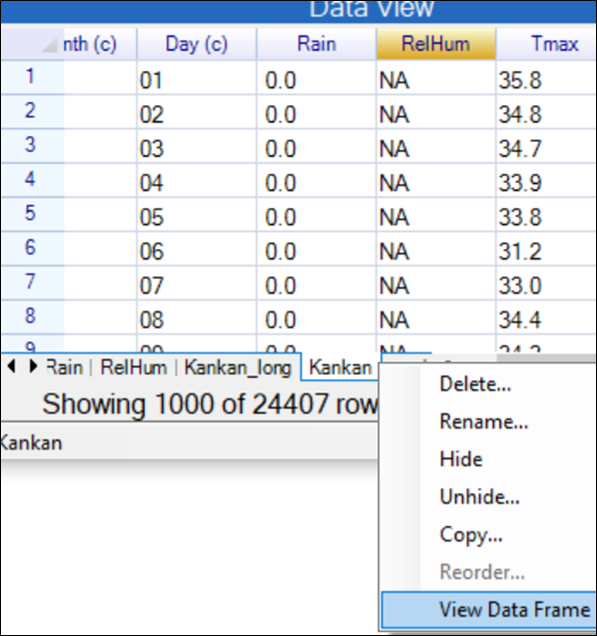 Data View
nth (c) Day (c) Rain RelHum Tmax
1 01 0.0 NA 35.8
2 02 0.0 NA 34.8
3 03 0.0 NA 34.7
4 04 0.0 NA 33.9
5 05 0.0 NA 33.8
6 06 0.0 NA 31.2
7 07 0.0 NA 33.0
8 08 0.0 NA 34.4
9
Rain | RelHum | Kankan_long Kankan
Showing 1000 of 24407 row
Kankan
Delete...
Rename...
Hide
Unhide...
Copy...
Reorder...
View Data Frame